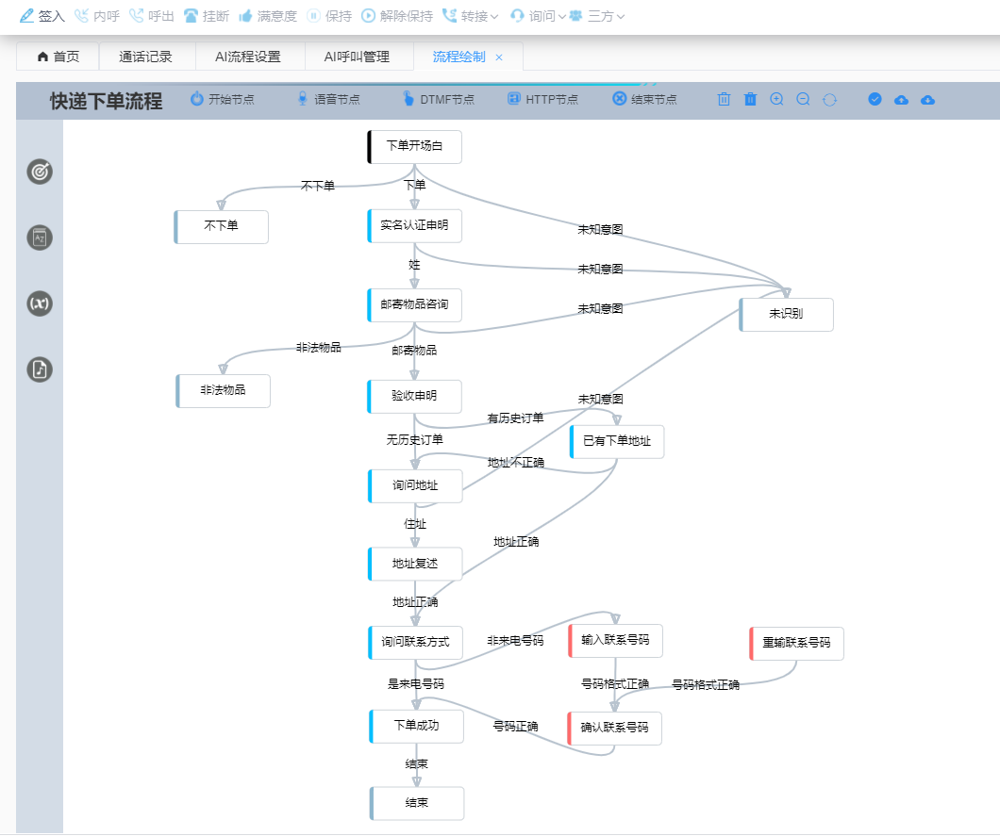 签入 内呼 呼出 挂断 满意度 保持 解除保持 转接 询问 三方
首页 通话记录 AI流程设置 AI呼叫管理 流程绘制 ×
快递下单流程 开始节点 语音节点 DTMF节点 HTTP节点 结束节点
下单开场白
不下单 下单
不下单 实名认证申明 未知意图
姓 未知意图
邮寄物品咨询 未知意图
未识别
非法物品 邮寄物品
非法物品 验收申明 未知意图
有历史订单
无历史订单 已有下单地址
地址不正确
询问地址
住址
地址正确
地址复述
地址正确
询问联系方式 非来电号码 输入联系号码 重输联系号码
是来电号码 号码格式正确 号码格式正确
下单成功 号码正确 确认联系号码
结束
结束
AZ
(x)